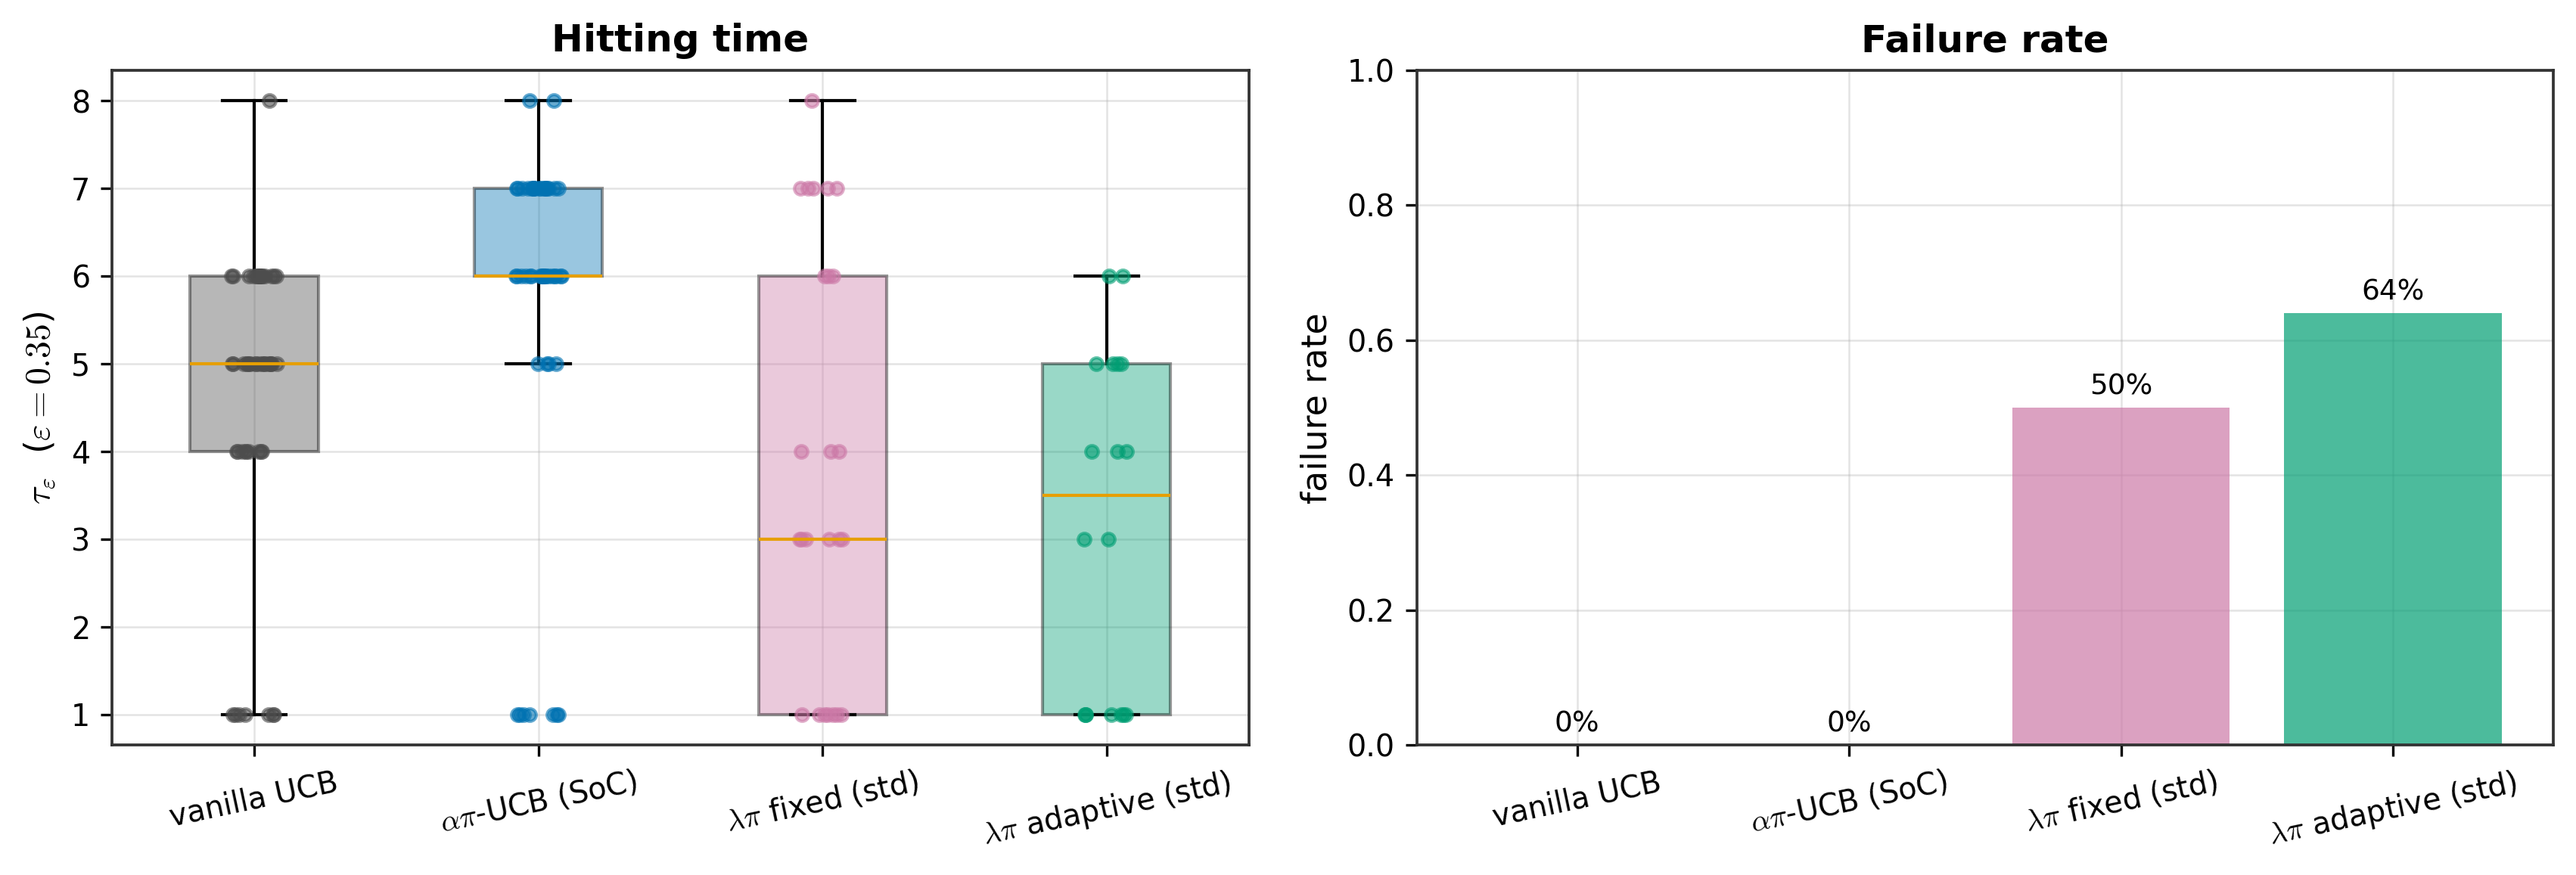 Hitting time
τε (ε = 0.35)
8
7
6
5
4
3
2
1
vanilla UCB
απ-UCB (SoC)
λπ fixed (std)
λπ adaptive (std)
Failure rate
failure rate
1.0
0.8
0.6
0.4
0.2
0.0
0%
0%
50%
64%
vanilla UCB
απ-UCB (SoC)
λπ fixed (std)
λπ adaptive (std)